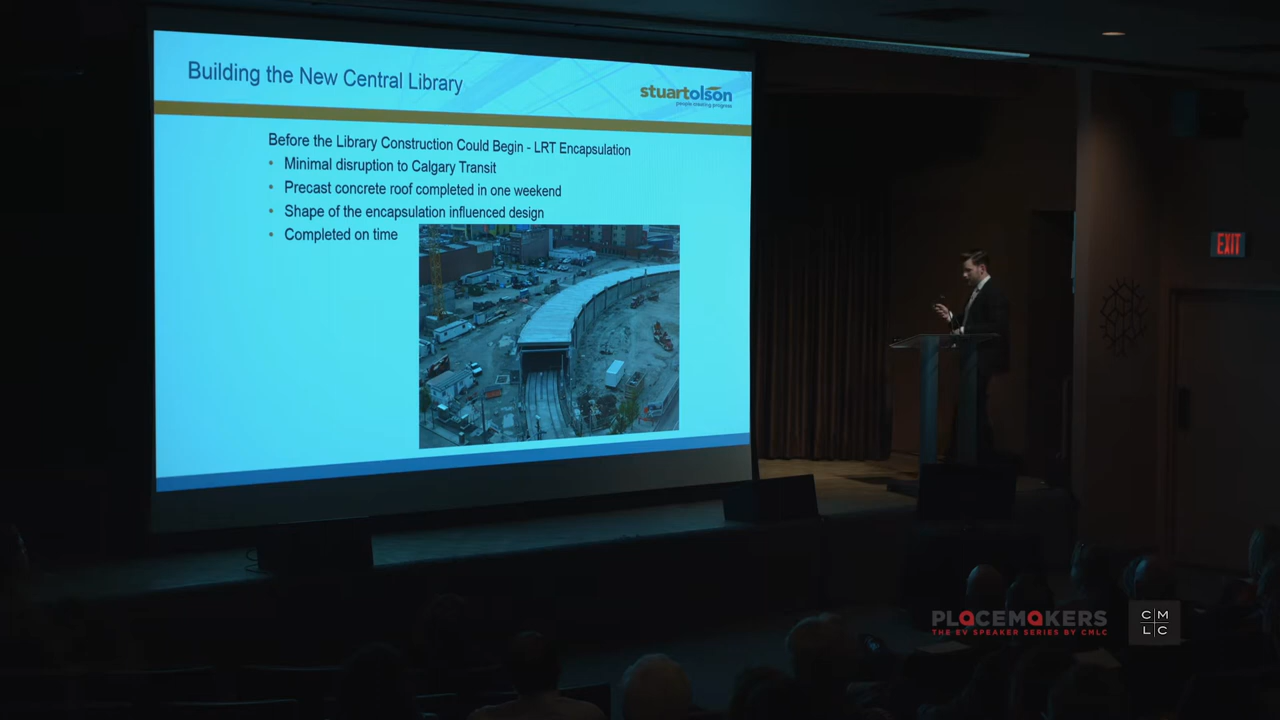 Building the New Central Library
stuartolson
people creating progress
Before the Library Construction Could Begin - LRT Encapsulation
• Minimal disruption to Calgary Transit
• Precast concrete roof completed in one weekend
• Shape of the encapsulation influenced design
• Completed on time
EXIT
PLACEMAKERS
THE EV SPEAKER SERIES BY CMLC
CM
LC